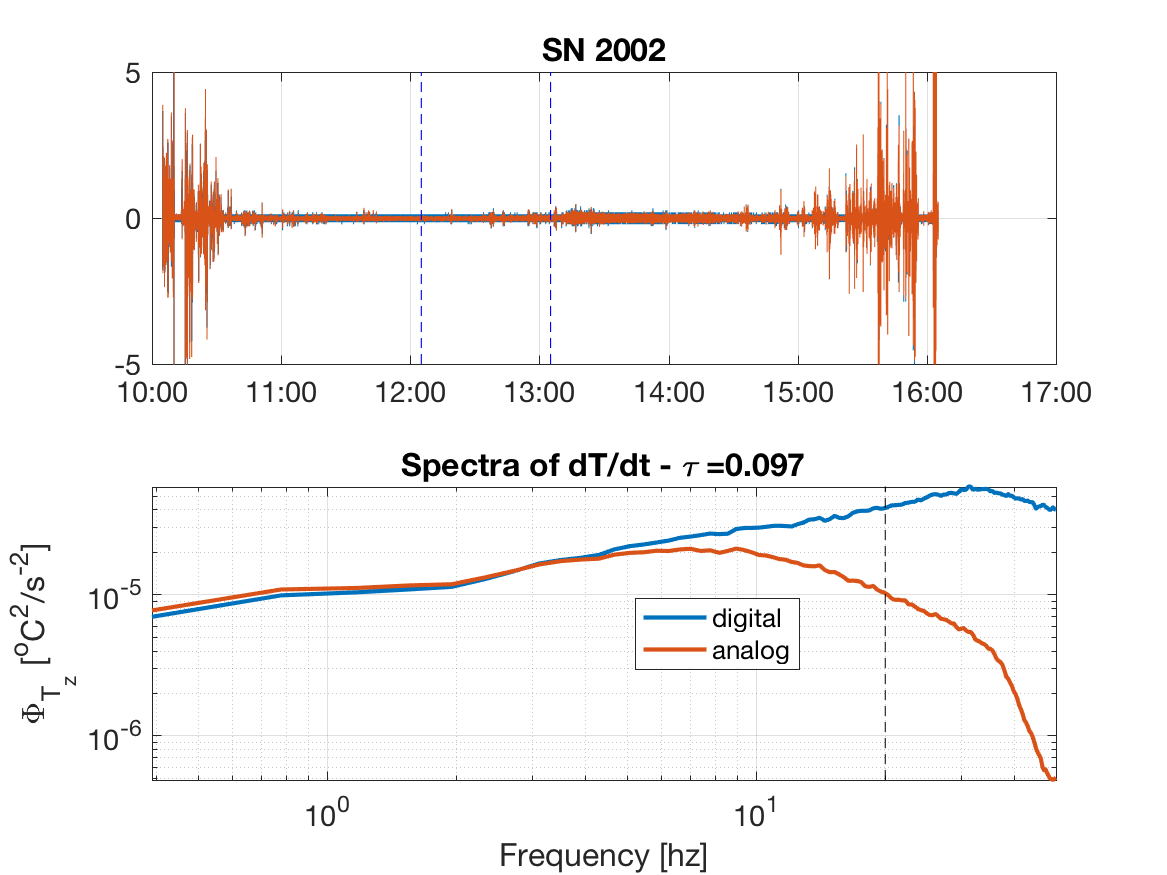 SN 2002
5
0
-5
10:00 11:00 12:00 13:00 14:00 15:00 16:00 17:00
Spectra of dT/dt - τ =0.097
Φ_{T_z} [°C²/s⁻²]
10⁻⁵
10⁻⁶
digital
analog
10⁰ 10¹
Frequency [hz]